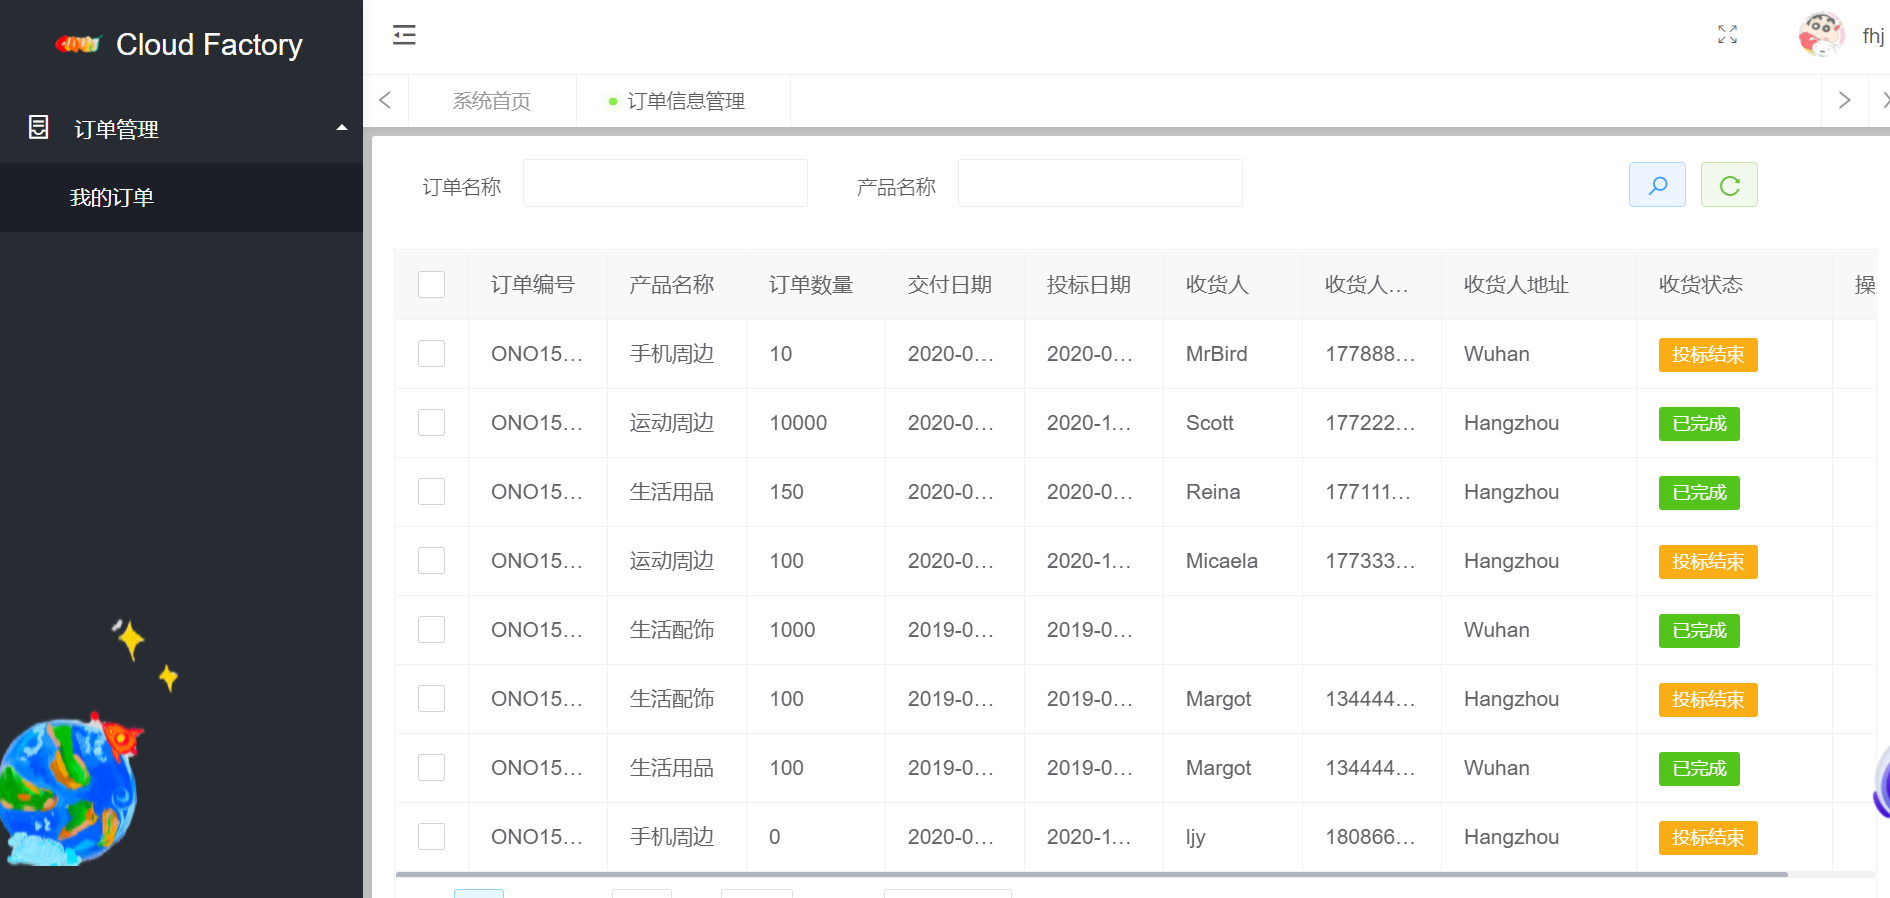 Cloud Factory
fhj
订单管理
我的订单
系统首页
订单信息管理
订单名称
产品名称
订单编号 产品名称 订单数量 交付日期 投标日期 收货人 收货人... 收货人地址 收货状态 操
ONO15... 手机周边 10 2020-0... 2020-0... MrBird 177888... Wuhan 投标结束
ONO15... 运动周边 10000 2020-0... 2020-1... Scott 177222... Hangzhou 已完成
ONO15... 生活用品 150 2020-0... 2020-0... Reina 177111... Hangzhou 已完成
ONO15... 运动周边 100 2020-0... 2020-1... Micaela 177333... Hangzhou 投标结束
ONO15... 生活配饰 1000 2019-0... 2019-0... Wuhan 已完成
ONO15... 生活配饰 100 2019-0... 2019-0... Margot 134444... Hangzhou 投标结束
ONO15... 生活用品 100 2019-0... 2019-0... Margot 134444... Wuhan 已完成
ONO15... 手机周边 0 2020-0... 2020-1... ljy 180866... Hangzhou 投标结束